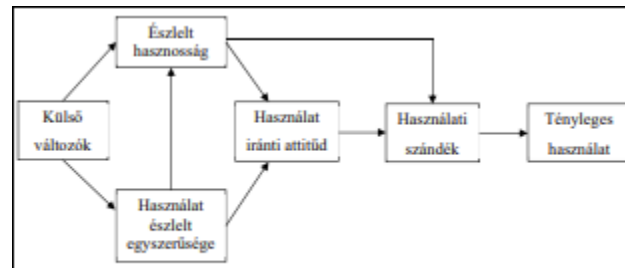 Észlelt
hasznosság
Külső
változók
Használat
iránti attitűd
Használati
szándék
Tényleges
használat
Használat
észlelt
egyszerűsége